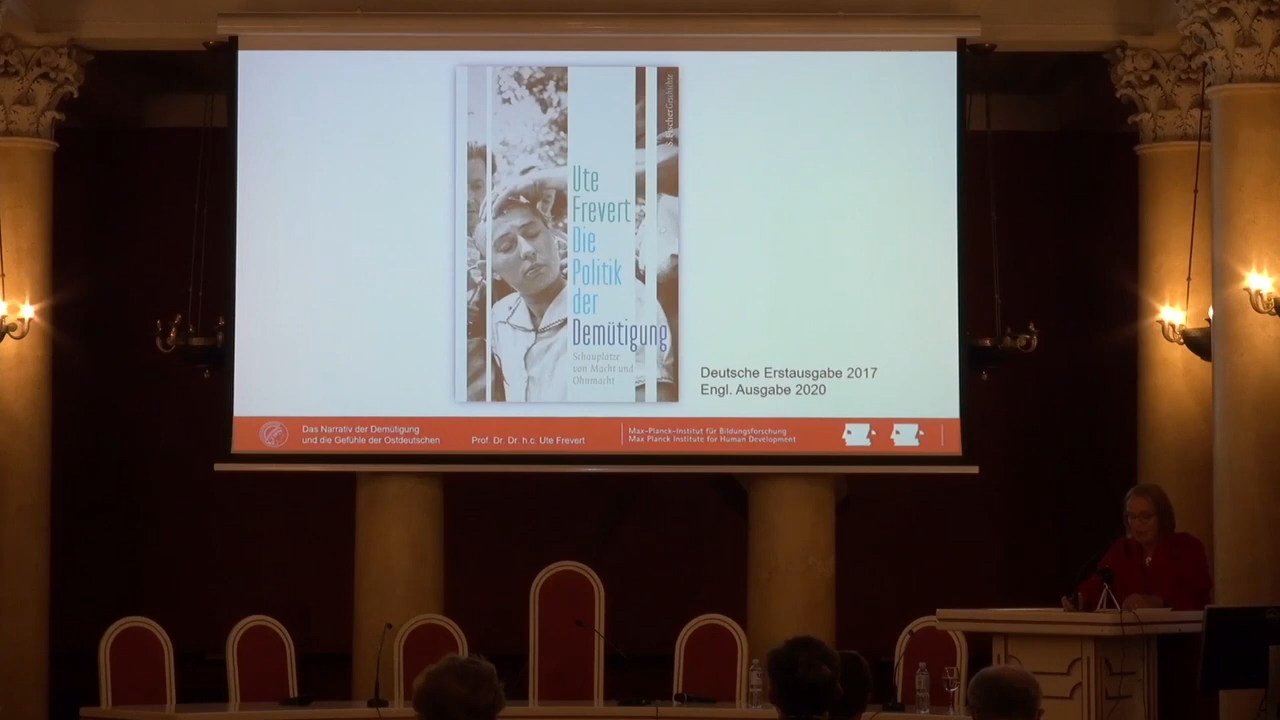 S.FischerGeschichte
Ute
Frevert
Die
Politik
der
Demütigung
Schauplätze
von Macht und
Ohnmacht
Deutsche Erstausgabe 2017
Engl. Ausgabe 2020
Das Narrativ der Demütigung
und die Gefühle der Ostdeutschen
Prof. Dr. Dr. h.c. Ute Frevert
Max-Planck-Institut für Bildungsforschung
Max Planck Institute for Human Development